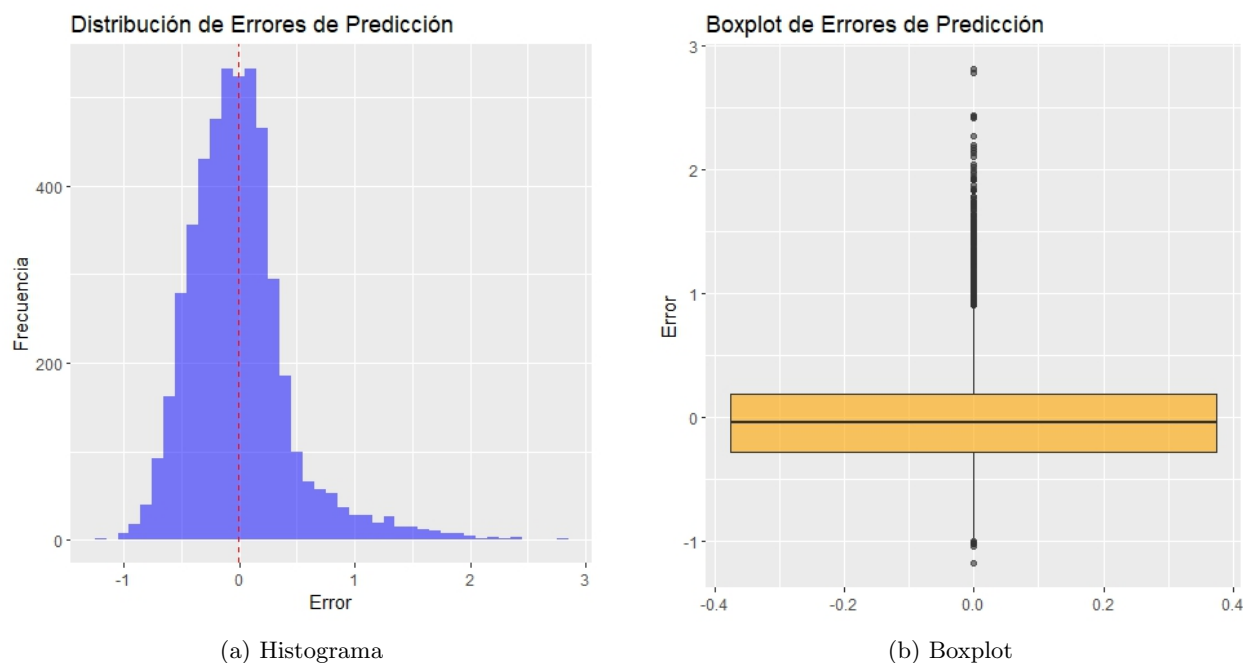 Distribución de Errores de Predicción
Frecuencia
400
200
0
-1
0
1
2
3
Error
(a) Histograma
Boxplot de Errores de Predicción
Error
3
2
1
0
-1
-0.4
-0.2
0.0
0.2
0.4
(b) Boxplot